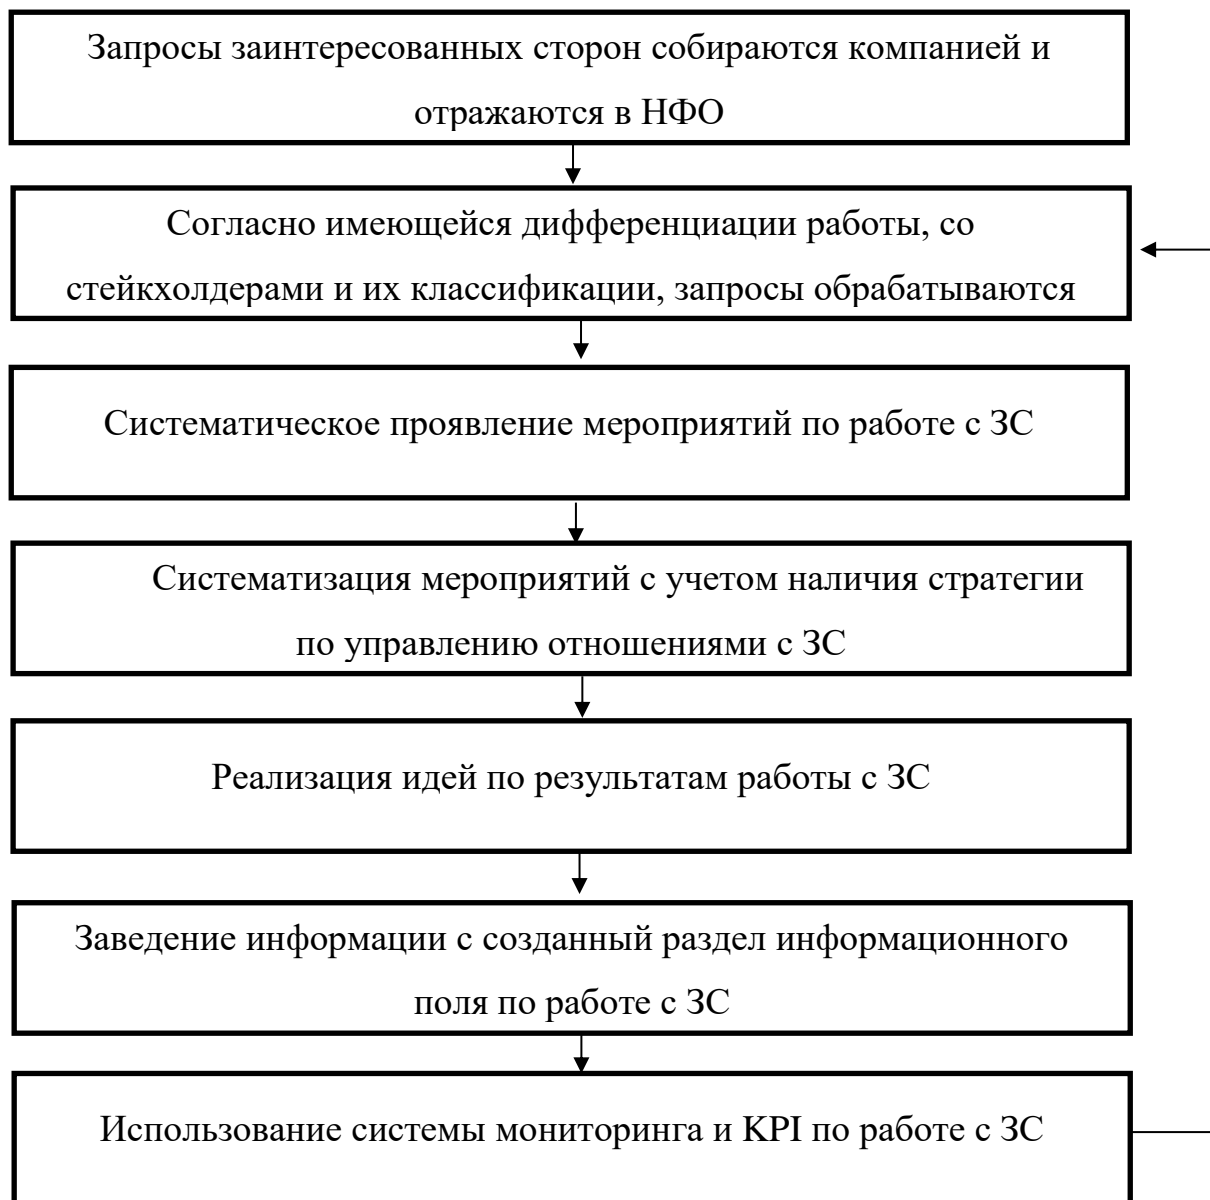 Запросы заинтересованных сторон собираются компанией и
отражаются в НФО
Согласно имеющейся дифференциации работы, со
стейкхолдерами и их классификации, запросы обрабатываются
Систематическое проявление мероприятий по работе с ЗС
Систематизация мероприятий с учетом наличия стратегии
по управлению отношениями с ЗС
Реализация идей по результатам работы с ЗС
Заведение информации с созданный раздел информационного
поля по работе с ЗС
Использование системы мониторинга и KPI по работе с ЗС